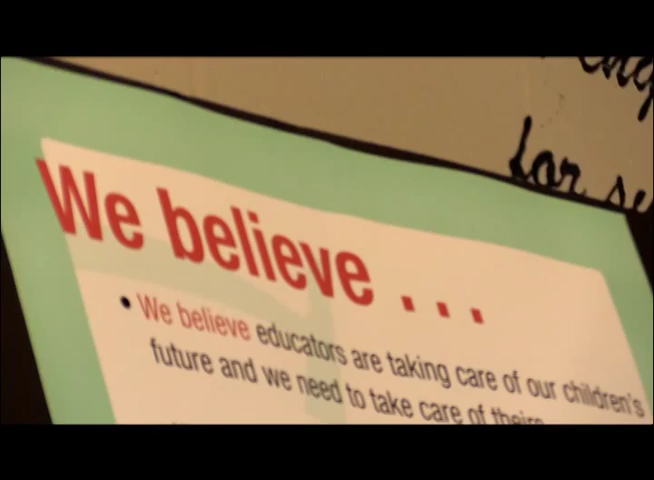 for
We believe . . .
• We believe educators are taking care of our children's
future and we need to take care of theirs